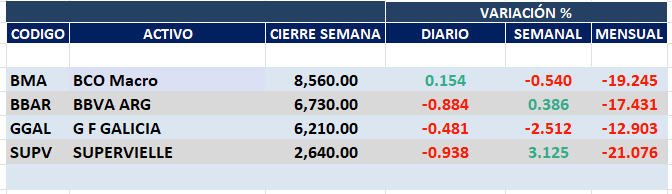 VARIACIÓN %
CODIGO ACTIVO CIERRE SEMANA DIARIO SEMANAL MENSUAL
BMA BCO Macro 8,560.00 0.154 -0.540 -19.245
BBAR BBVA ARG 6,730.00 -0.884 0.386 -17.431
GGAL G F GALICIA 6,210.00 -0.481 -2.512 -12.903
SUPV SUPERVIELLE 2,640.00 -0.938 3.125 -21.076